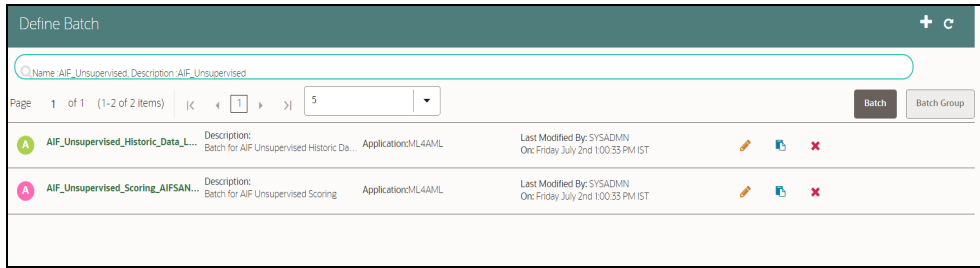 Define Batch
Name :AIF_Unsupervised, Description :AIF_Unsupervised
Page 1 of 1 (1-2 of 2 items) 1 5 Batch Batch Group
A AIF_Unsupervised_Historic_Data_L... Description: Application:ML4AML Last Modified By: SYSADMN
Batch for AIF Unsupervised Historic Da... On: Friday July 2nd 1:00:33 PM IST
A AIF_Unsupervised_Scoring_AIFSAN... Description: Application:ML4AML Last Modified By: SYSADMN
Batch for AIF Unsupervised Scoring On: Friday July 2nd 1:00:33 PM IST